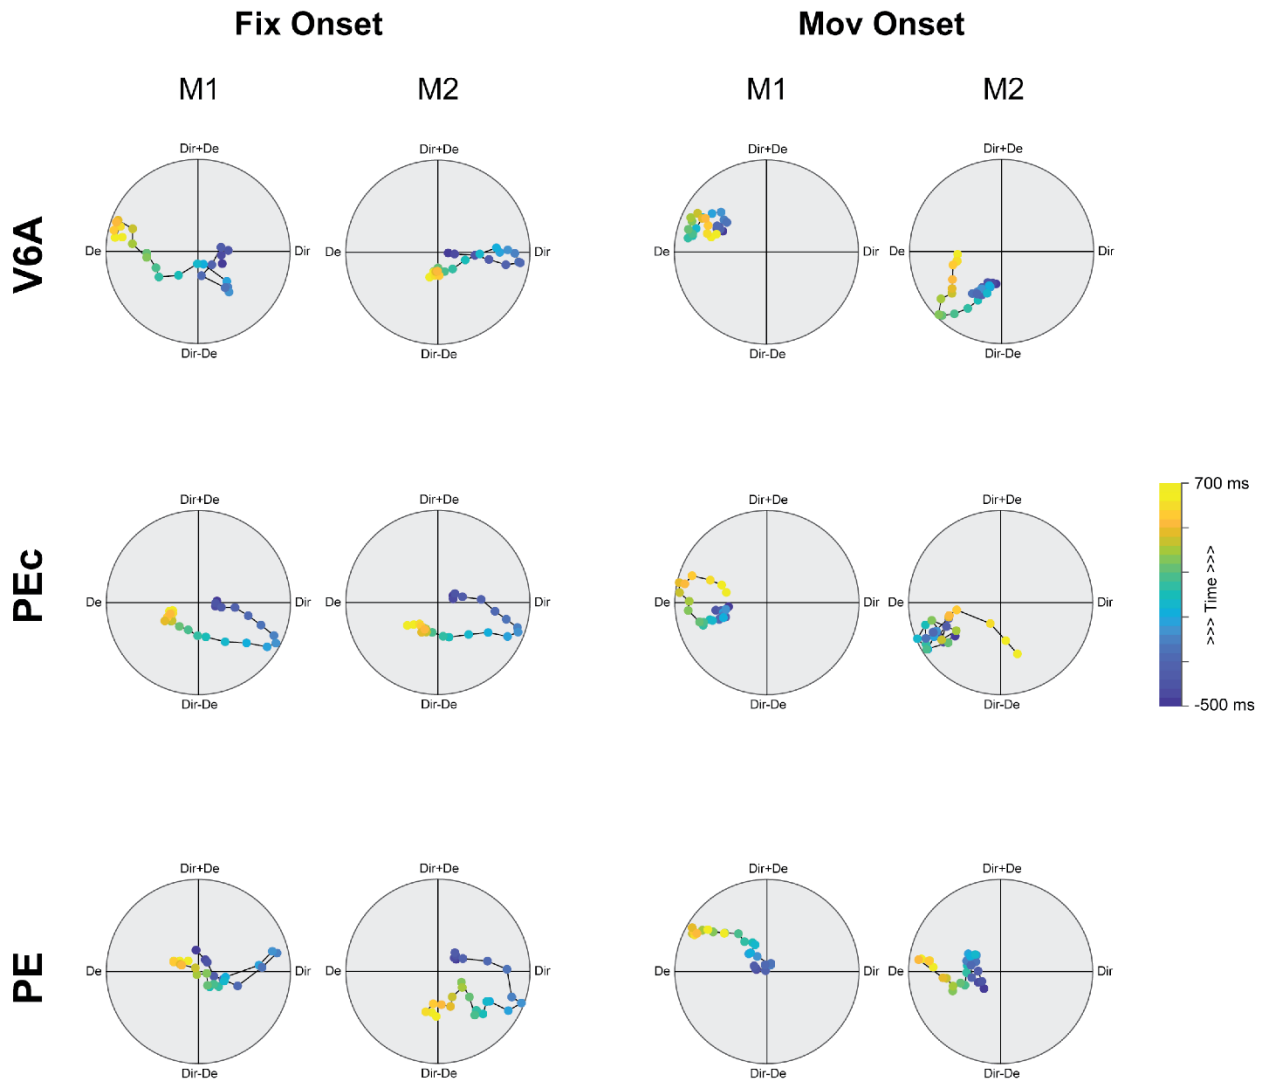 Fix Onset Mov Onset
M1 M2 M1 M2
V6A
Dir+De Dir+De Dir+De Dir+De
De Dir De Dir De Dir De Dir
Dir-De Dir-De Dir-De Dir-De
PEc
Dir+De Dir+De Dir+De Dir+De
De Dir De Dir De Dir De Dir
Dir-De Dir-De Dir-De Dir-De
700 ms
>>> Time >>>
-500 ms
PE
Dir+De Dir+De Dir+De Dir+De
De Dir De Dir De Dir De Dir
Dir-De Dir-De Dir-De Dir-De